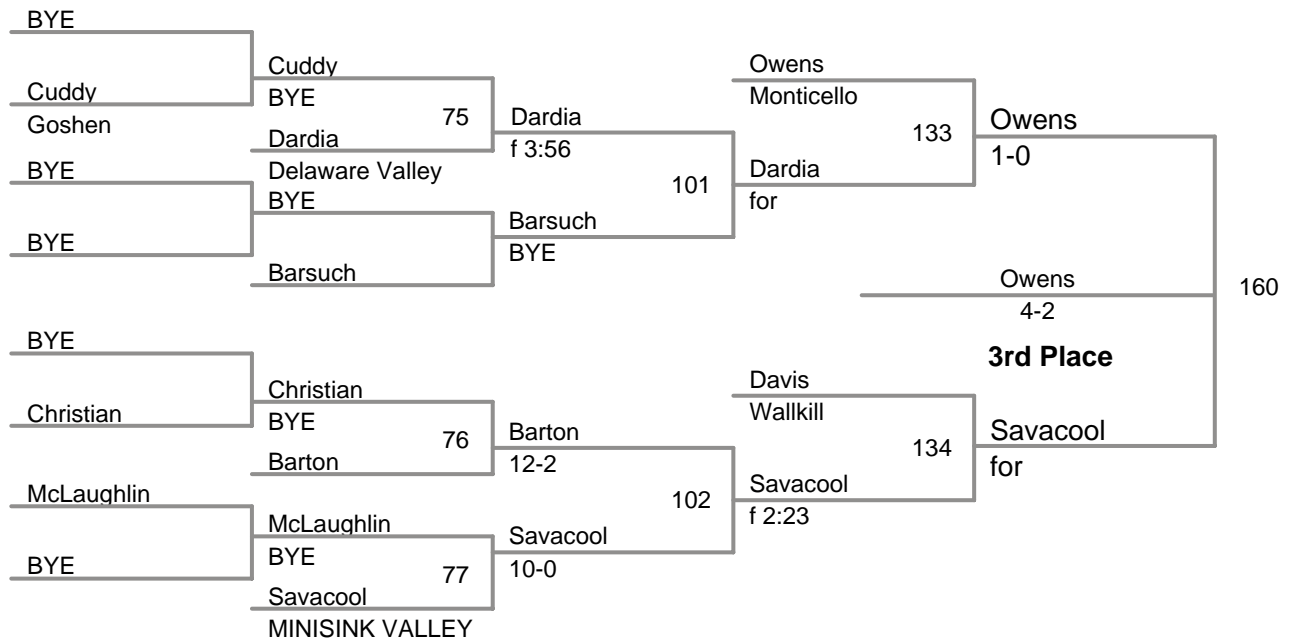 BYE
Cuddy
Goshen
BYE
BYE
BYE
Christian
McLaughlin
BYE
Cuddy
BYE
75
Dardia
Delaware Valley
BYE
Barsuch
Christian
BYE
76
Barton
McLaughlin
BYE
77
Savacool
MINISINK VALLEY
Dardia
f 3:56
101
Barsuch
BYE
Barton
12-2
102
Savacool
10-0
Owens
Monticello
133
Dardia
for
Davis
Wallkill
134
Savacool
f 2:23
Owens
1-0
Owens
4-2
160
3rd Place
Savacool
for